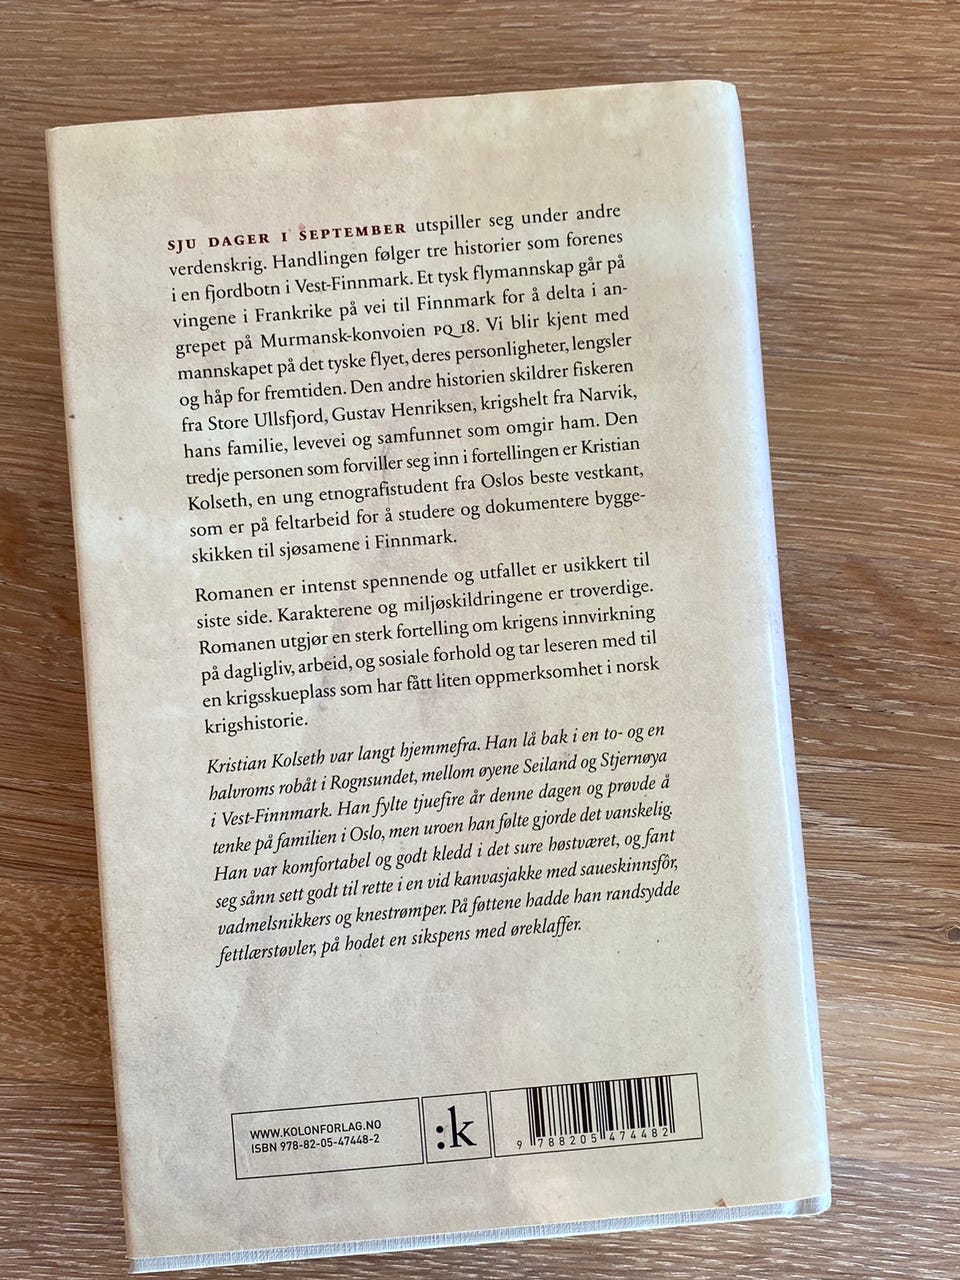 SJU DAGER I SEPTEMBER utspiller seg under andre
verdenskrig. Handlingen følger tre historier som forenes
i en fjordbotn i Vest-Finnmark. Et tysk flymannskap går på
vingene i Frankrike på vei til Finnmark for å delta i an-
grepet på Murmansk-konvoien PQ 18. Vi blir kjent med
mannskapet på det tyske flyet, deres personligheter, lengsler
og håp for fremtiden. Den andre historien skildrer fiskeren
fra Store Ullsfjord, Gustav Henriksen, krigshelt fra Narvik,
hans familie, levevei og samfunnet som omgir ham. Den
tredje personen som forviller seg inn i fortellingen er Kristian
Kolseth, en ung etnografistudent fra Oslos beste vestkant,
som er på feltarbeid for å studere og dokumentere bygge-
skikken til sjøsamene i Finnmark.
Romanen er intenst spennende og utfallet er usikkert til
siste side. Karakterene og miljøskildringene er troverdige.
Romanen utgjør en sterk fortelling om krigens innvirkning
på dagligliv, arbeid, og sosiale forhold og tar leseren med til
en krigsskueplass som har fått liten oppmerksomhet i norsk
krigshistorie.
Kristian Kolseth var langt hjemmefra. Han lå bak i en to- og en
halvroms robåt i Rognsundet, mellom øyene Seiland og Stjernøya
i Vest-Finnmark. Han fylte tjuefire år denne dagen og prøvde å
tenke på familien i Oslo, men uroen han følte gjorde det vanskelig.
Han var komfortabel og godt kledd i det sure høstværet, og fant
seg sånn sett godt til rette i en vid kanvasjakke med saueskinnsfôr,
vadmelsnikkers og knestrømper. På føttene hadde han randsydde
fettlærstøvler, på hodet en sikspens med øreklaffer.
WWW.KOLONFORLAG.NO
ISBN 978-82-05-47448-2
:k
9 788205 474482